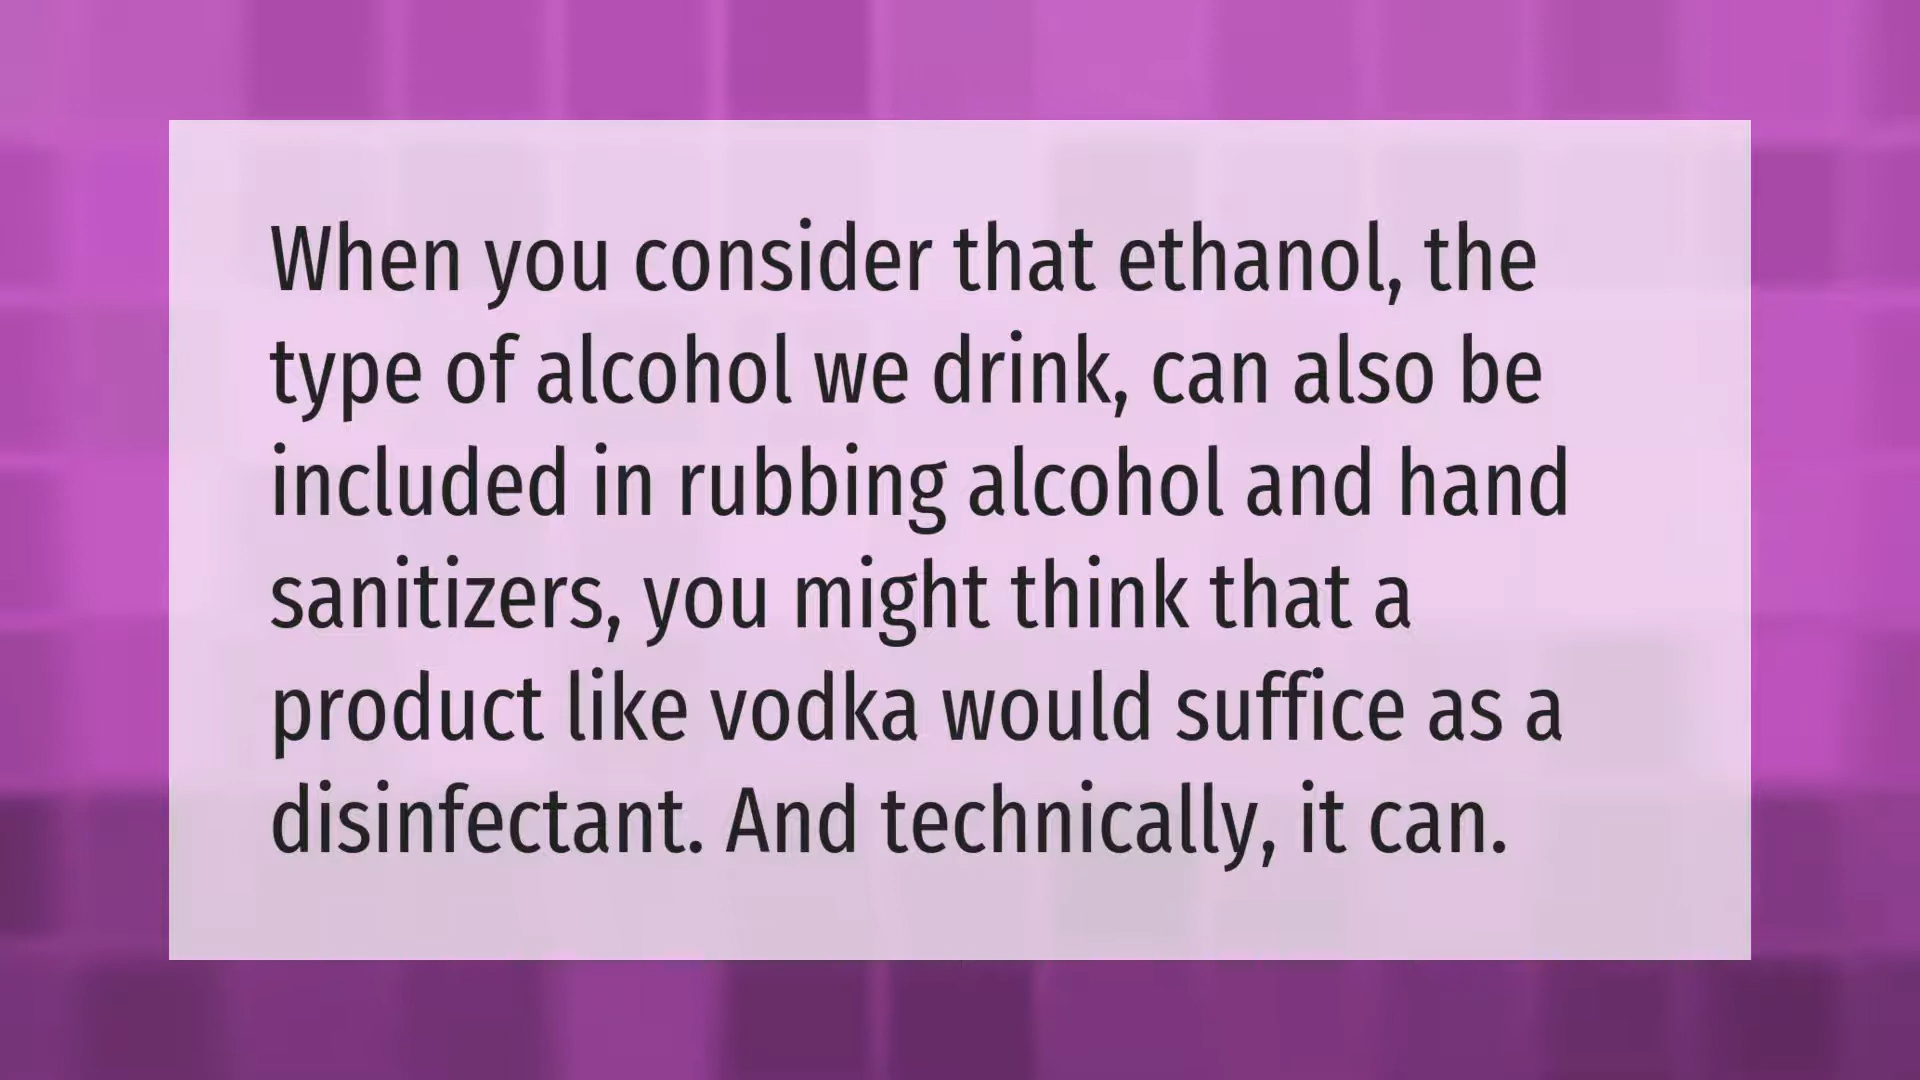 When you consider that ethanol, the
type of alcohol we drink, can also be
included in rubbing alcohol and hand
sanitizers, you might think that a
product like vodka would suffice as a
disinfectant. And technically, it can.